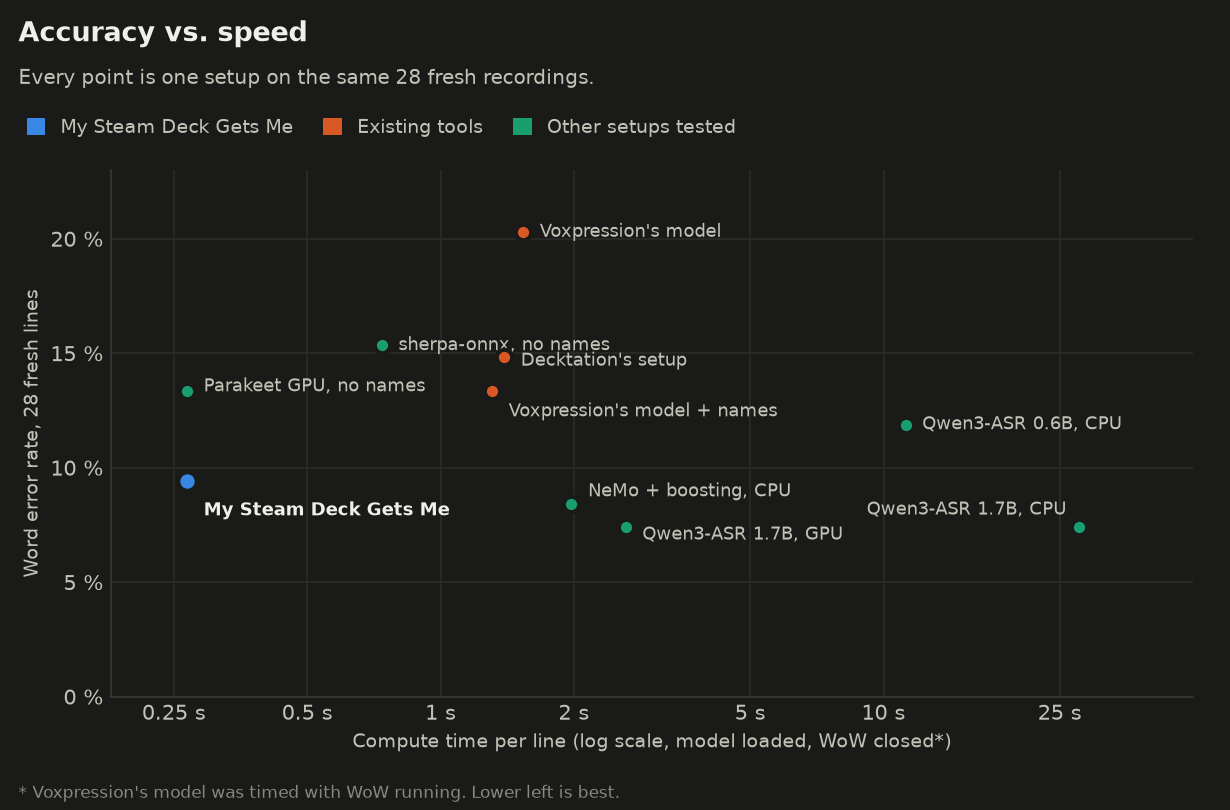 Accuracy vs. speed
Every point is one setup on the same 28 fresh recordings.
My Steam Deck Gets Me
Existing tools
Other setups tested
Word error rate, 28 fresh lines
20 %
15 %
10 %
5 %
0 %
Voxpression's model
sherpa-onnx, no names
Decktation's setup
Parakeet GPU, no names
Voxpression's model + names
Qwen3-ASR 0.6B, CPU
NeMo + boosting, CPU
My Steam Deck Gets Me
Qwen3-ASR 1.7B, CPU
Qwen3-ASR 1.7B, GPU
0.25 s
0.5 s
1 s
2 s
5 s
10 s
25 s
Compute time per line (log scale, model loaded, WoW closed*)
* Voxpression's model was timed with WoW running. Lower left is best.